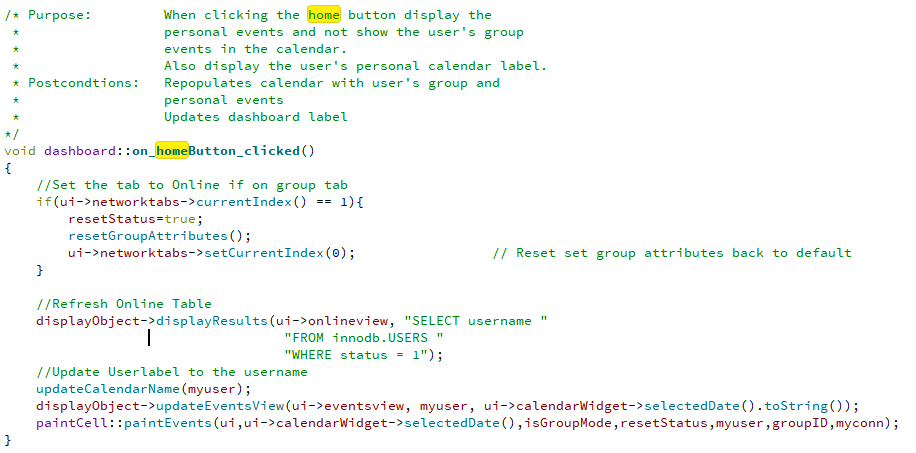 /* Purpose:         When clicking the home button display the
 *                  personal events and not show the user's group
 *                  events in the calendar.
 *                  Also display the user's personal calendar label.
 * Postcondtions:   Repopulates calendar with user's group and
 *                  personal events
 *                  Updates dashboard label
*/
void dashboard::on_homeButton_clicked()
{
    //Set the tab to Online if on group tab
    if(ui->networktabs->currentIndex() == 1){
        resetStatus=true;
        resetGroupAttributes();
        ui->networktabs->setCurrentIndex(0);                 // Reset set group attributes back to default
    }

    //Refresh Online Table
    displayObject->displayResults(ui->onlineview, "SELECT username "
                                   "FROM innodb.USERS "
                                   "WHERE status = 1");
    //Update Userlabel to the username
    updateCalendarName(myuser);
    displayObject->updateEventsView(ui->eventsview, myuser, ui->calendarWidget->selectedDate().toString());
    paintCell::paintEvents(ui,ui->calendarWidget->selectedDate(),isGroupMode,resetStatus,myuser,groupID,myconn);
}